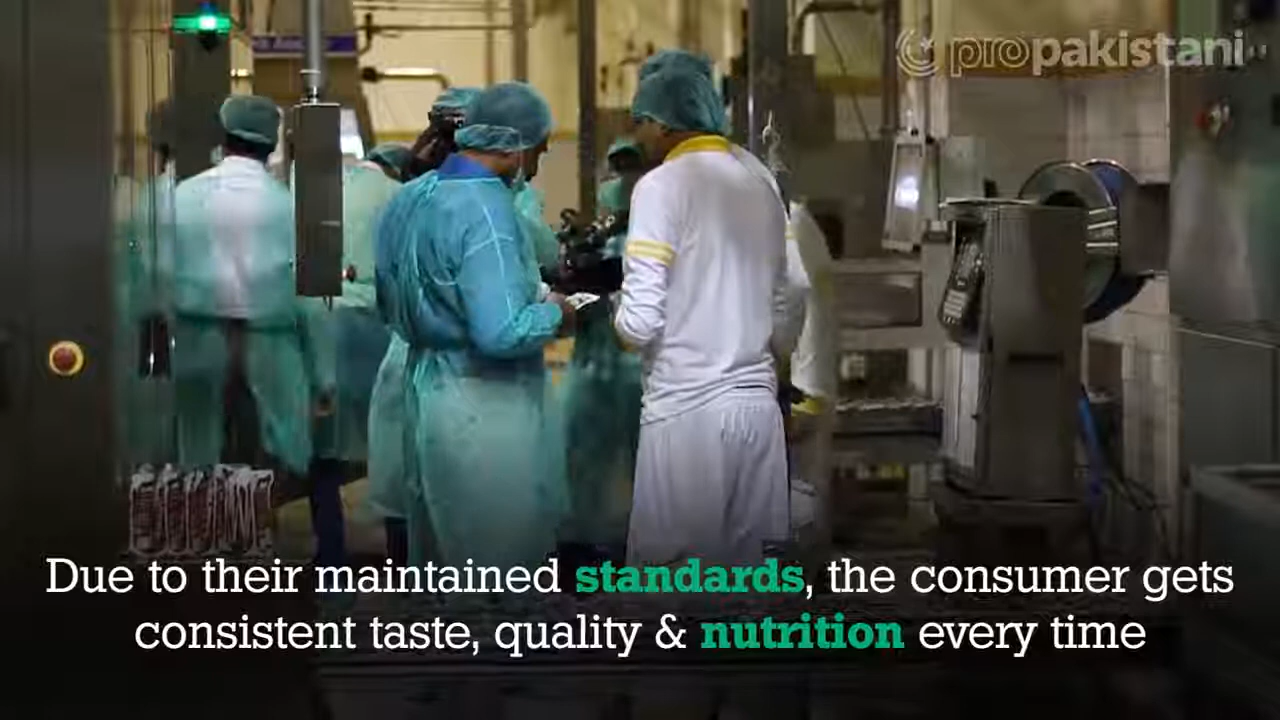 propakistani
Due to their maintained standards, the consumer gets
consistent taste, quality & nutrition every time